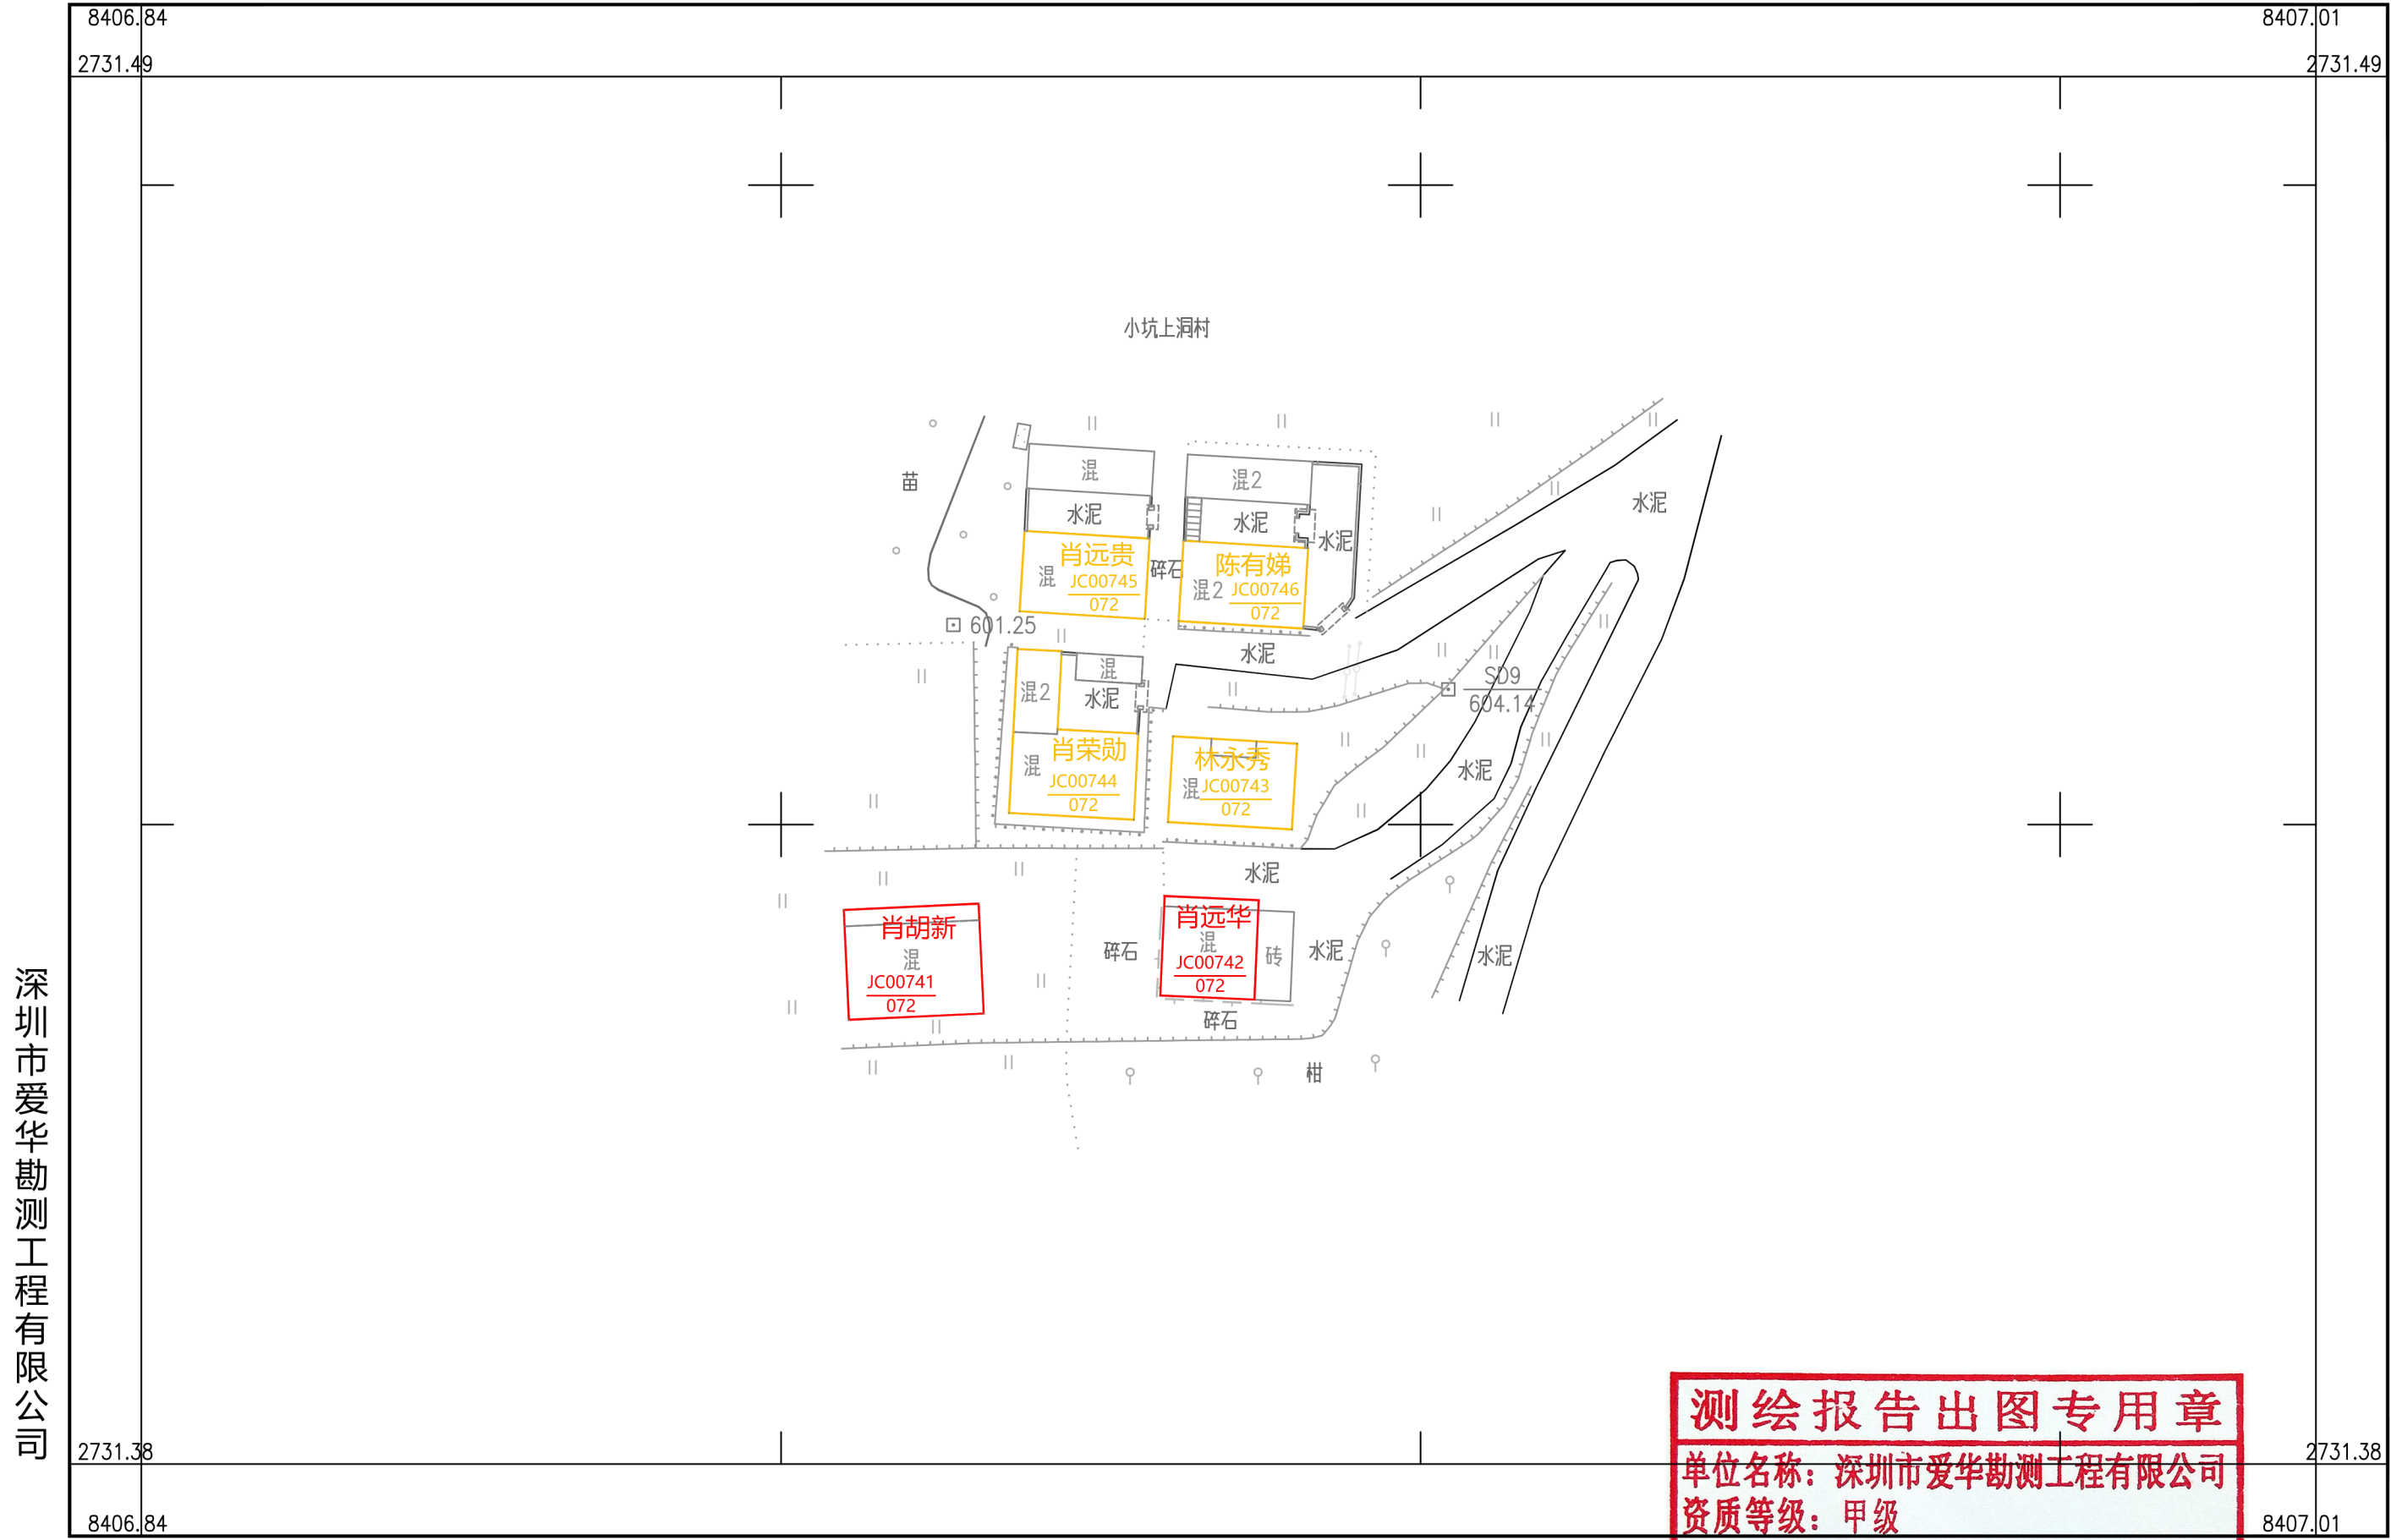 8406.84
8407.01
2731.49
2731.49
小坑上洞村
混
混2
苗
水泥
水泥
水泥
水泥
肖远贵
混
JC00745
072
碎石
陈有娣
混2
JC00746
072
601.25
水泥
混
混2
水泥
SD9
604.14
肖荣勋
混
JC00744
072
林永秀
混
JC00743
072
水泥
水泥
肖胡新
混
JC00741
072
碎石
肖远华
混
JC00742
072
砖
水泥
水泥
碎石
柑
深圳市爱华勘测工程有限公司
测绘报告出图专用章
单位名称：深圳市爱华勘测工程有限公司
资质等级：甲级
2731.38
2731.38
8406.84
8407.01